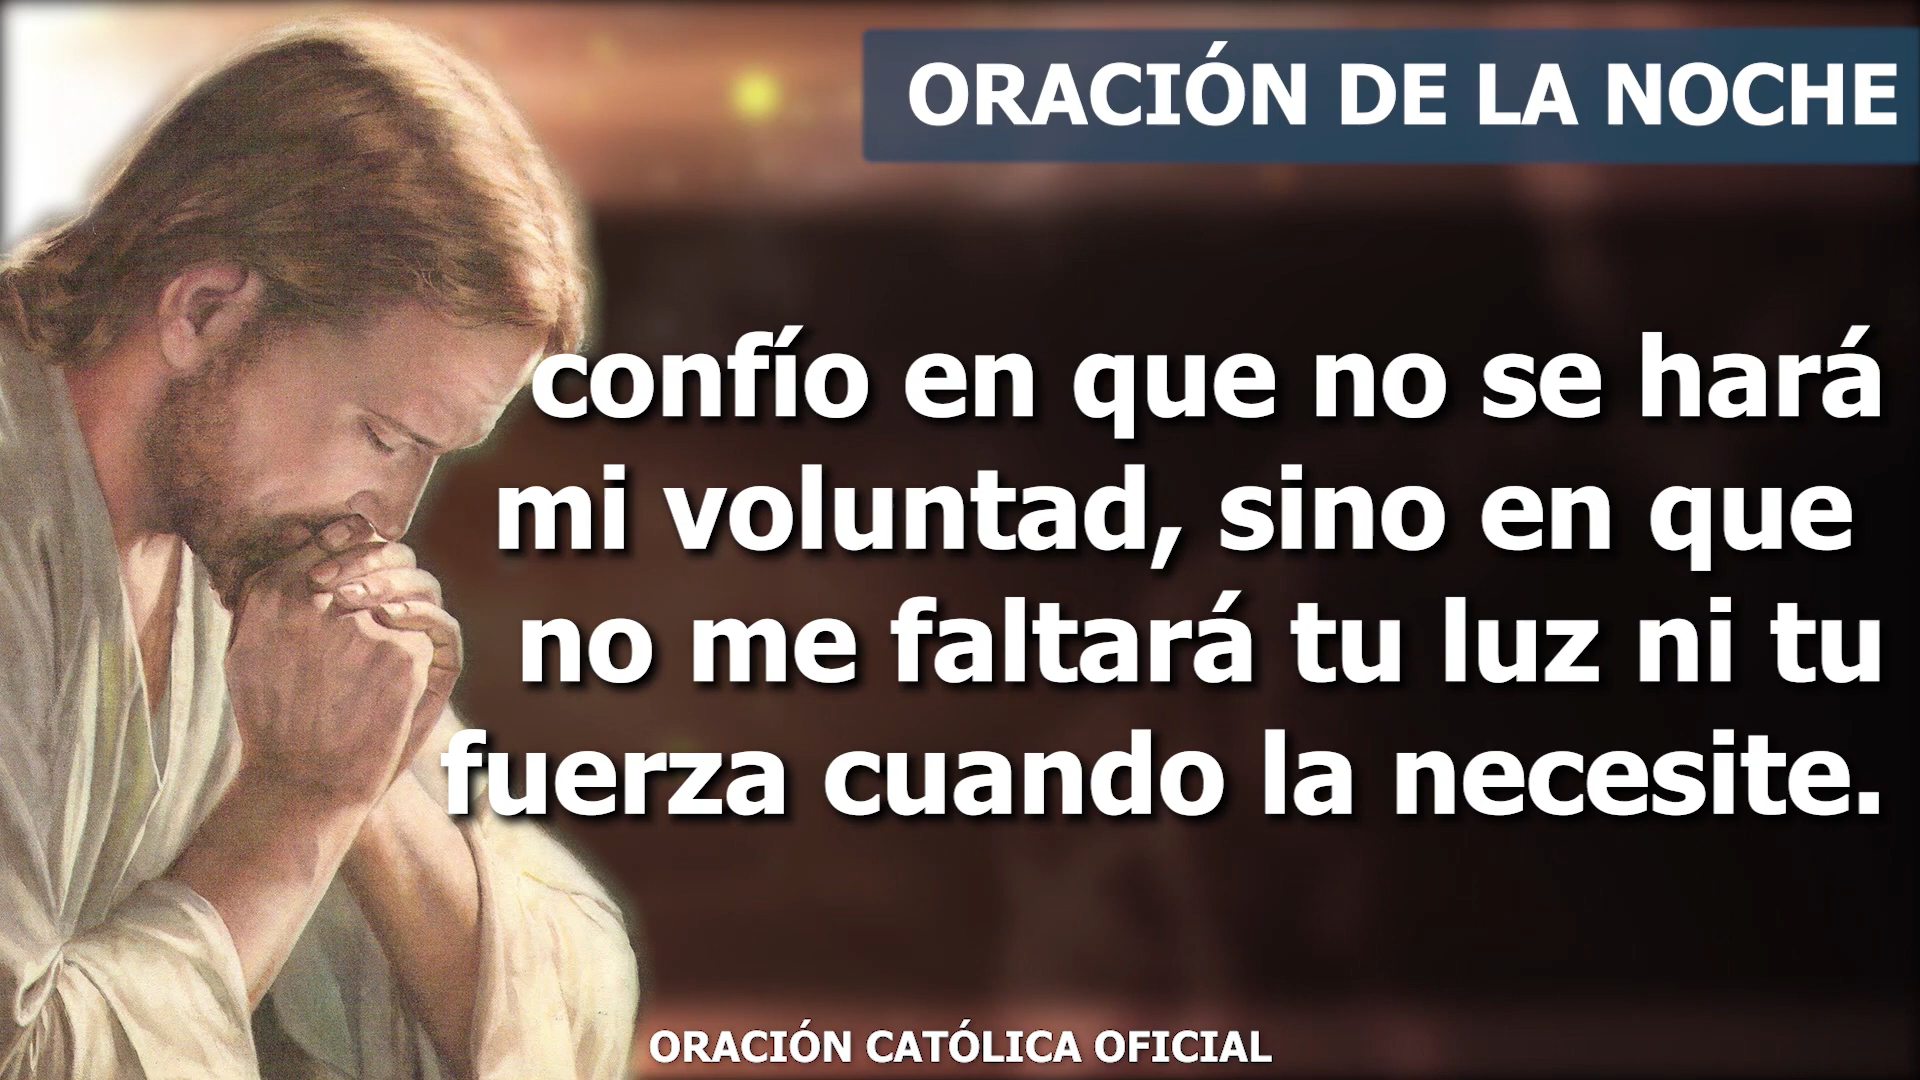 ORACIÓN DE LA NOCHE
confío en que no se hará
mi voluntad, sino en que
no me faltará tu luz ni tu
fuerza cuando la necesite.
ORACIÓN CATÓLICA OFICIAL